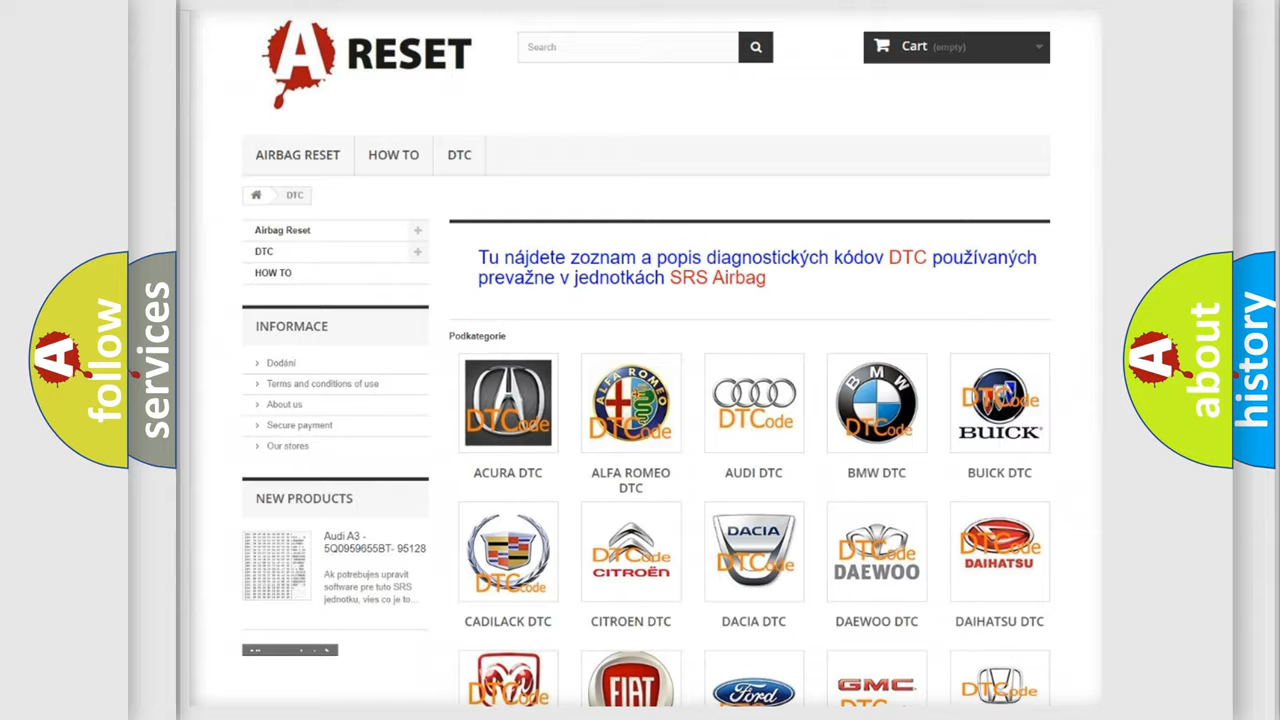 A RESET
Search
Cart (empty)
AIRBAG RESET
HOW TO
DTC
DTC
Airbag Reset
DTC
HOW TO
INFORMACE
Dodání
Terms and conditions of use
About us
Secure payment
Our stores
NEW PRODUCTS
Audi A3 -
5Q0959655BT- 95128
Ak potrebujes upravit
software pre tuto SRS
jednotku, vies co je to...
Tu nájdete zoznam a popis diagnostických kódov DTC používaných
prevažne v jednotkách SRS Airbag
Podkategorie
DTCode
ALFA ROMEO
DTCode
DTCode
BMW
DTCode
DTCode
BUICK
ACURA DTC
ALFA ROMEO
DTC
AUDI DTC
BMW DTC
BUICK DTC
DTCode
DTCode
CITROËN
DACIA
DTCode
DTCode
DAEWOO
DTCode
DAIHATSU
CADILACK DTC
CITROEN DTC
DACIA DTC
DAEWOO DTC
DAIHATSU DTC
DTCode
FIAT
Ford
GMC
DTCode
A follow
services
A about
history